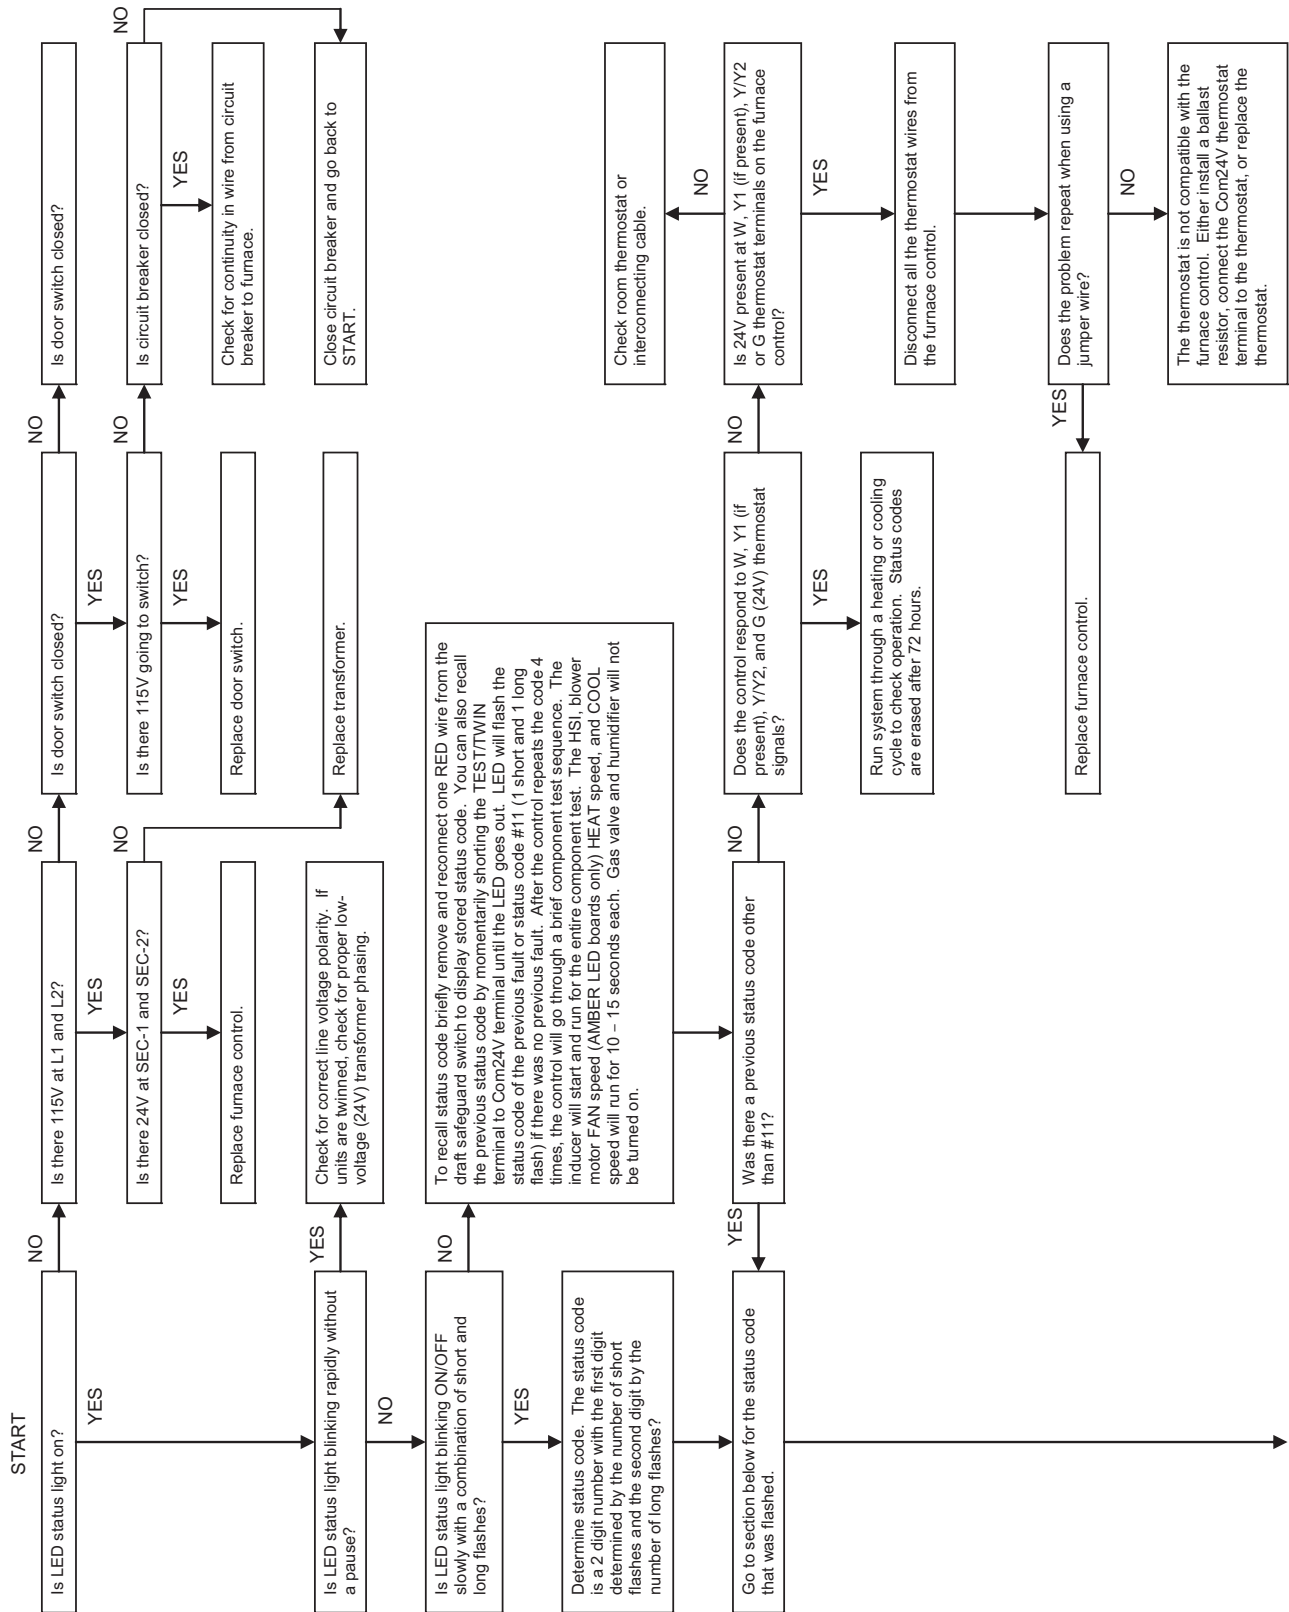 START
Is LED status light on?
NO
YES
Is there 115V at L1 and L2?
NO
YES
Is door switch closed?
NO
YES
Is door switch closed?
NO
Is there 24V at SEC-1 and SEC-2?
NO
YES
Is there 115V going to switch?
NO
YES
Is circuit breaker closed?
YES
Replace furnace control.
Replace door switch.
Check for continuity in wire from circuit
breaker to furnace.
Is LED status light blinking rapidly without
a pause?
YES
NO
Check for correct line voltage polarity.  If
units are twinned, check for proper low-
voltage (24V) transformer phasing.
Replace transformer.
Close circuit breaker and go back to
START.
Is LED status light blinking ON/OFF
slowly with a combination of short and
long flashes?
NO
YES
To recall status code briefly remove and reconnect one RED wire from the
draft safeguard switch to display stored status code.  You can also recall
the previous status code by momentarily shorting the TEST/TWIN
terminal to Com24V terminal until the LED goes out.  LED will flash the
status code of the previous fault or status code #11 (1 short and 1 long
flash) if there was no previous fault.  After the control repeats the code 4
times, the control will go through a brief component test sequence.  The
inducer will start and run for the entire component test.  The HSI, blower
motor FAN speed (AMBER LED boards only) HEAT speed, and COOL
speed will run for 10 – 15 seconds each.  Gas valve and humidifier will not
be turned on.
Determine status code.  The status code
is a 2 digit number with the first digit
determined by the number of short
flashes and the second digit by the
number of long flashes?
Check room thermostat or
interconnecting cable.
NO
Go to section below for the status code
that was flashed.
YES
Was there a previous status code other
than #11?
NO
Does the control respond to W, Y1 (if
present), Y/Y2, and G (24V) thermostat
signals?
NO
YES
Is 24V present at W, Y1 (if present), Y/Y2
or G thermostat terminals on the furnace
control?
YES
Run system through a heating or cooling
cycle to check operation.  Status codes
are erased after 72 hours.
Disconnect all the thermostat wires from
the furnace control.
Replace furnace control.
YES
Does the problem repeat when using a
jumper wire?
NO
The thermostat is not compatible with the
furnace control.  Either install a ballast
resistor, connect the Com24V thermostat
terminal to the thermostat, or replace the
thermostat.